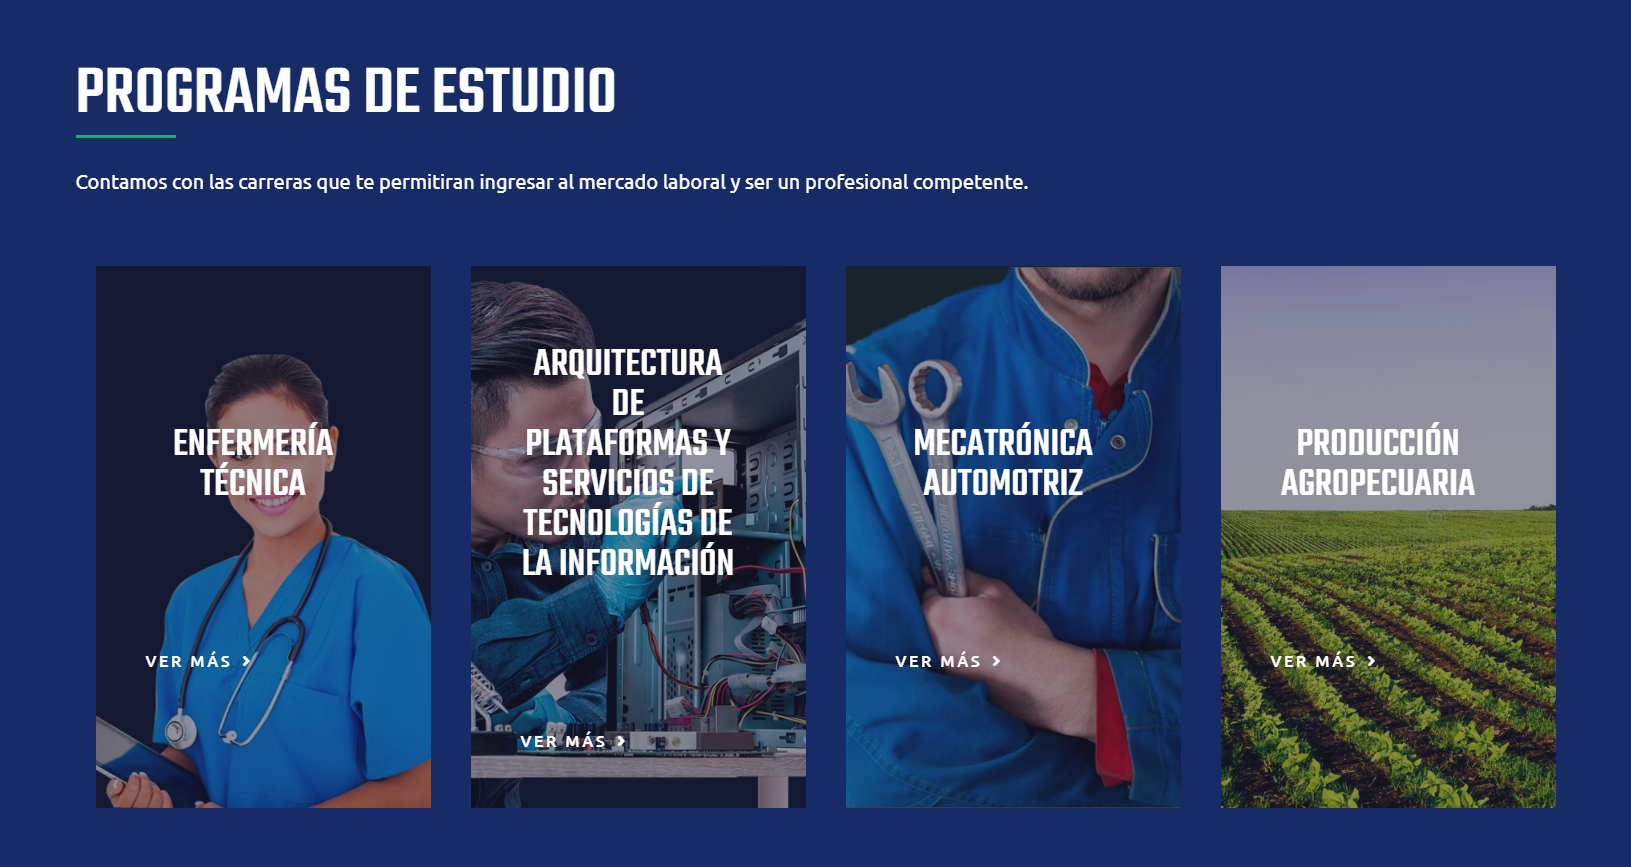 PROGRAMAS DE ESTUDIO
Contamos con las carreras que te permitiran ingresar al mercado laboral y ser un profesional competente.
ENFERMERÍA
TÉCNICA
VER MÁS
ARQUITECTURA
DE
PLATAFORMAS Y
SERVICIOS DE
TECNOLOGÍAS DE
LA INFORMACIÓN
VER MÁS
MECATRÓNICA
AUTOMOTRIZ
VER MÁS
PRODUCCIÓN
AGROPECUARIA
VER MÁS